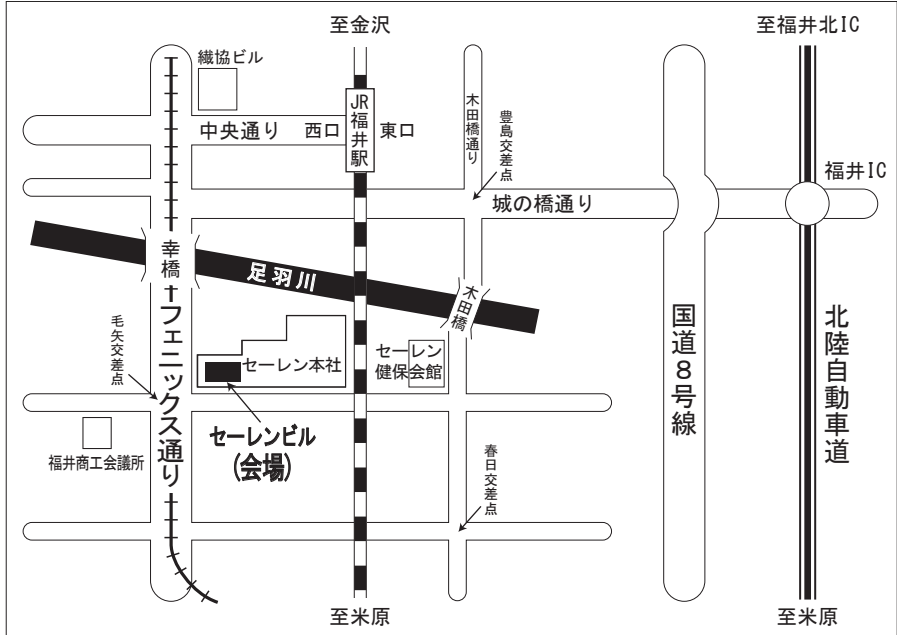 至金沢
至福井北IC
繊協ビル
JR福井駅
中央通り
西口
東口
木田橋通り
豊島交差点
福井IC
城の橋通り
幸橋
足羽川
木田橋
国道8号線
北陸自動車道
毛矢交差点
フェニックス通り
セーレン本社
セーレン
健保会館
セーレンビル
(会場)
福井商工会議所
春日交差点
至米原
至米原